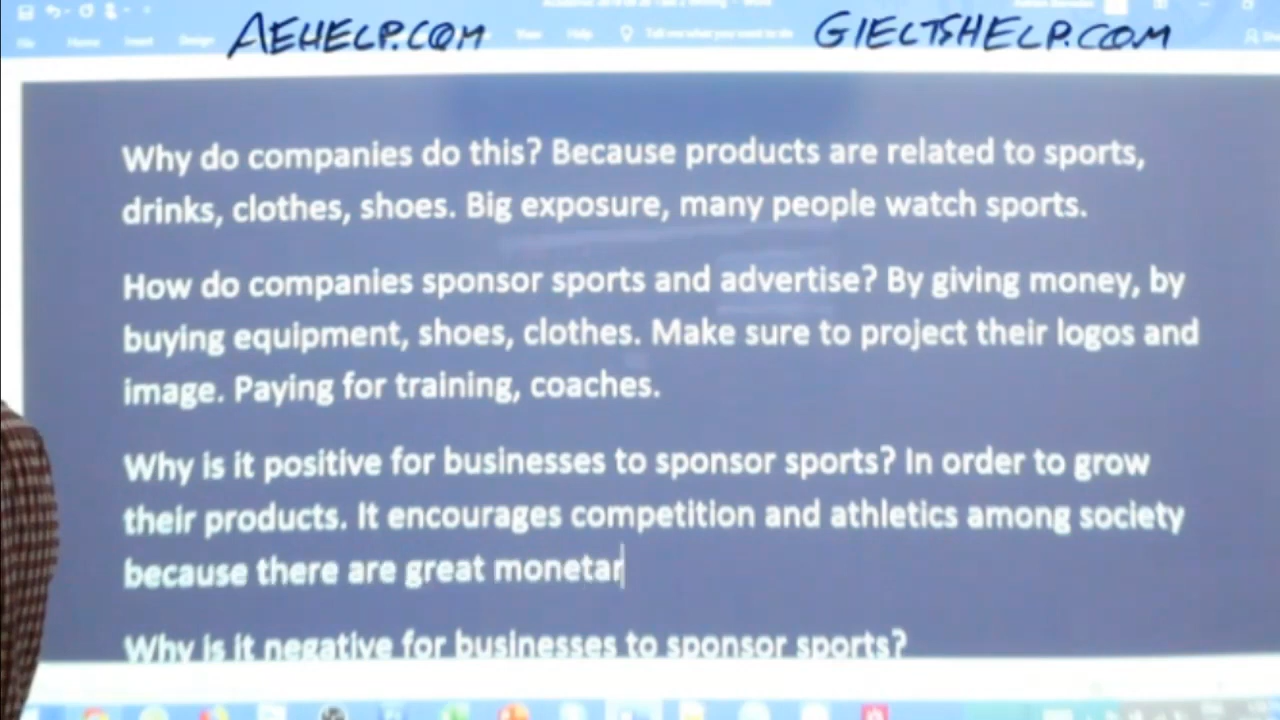 AEHELP.COM GIELTSHELP.COM
Why do companies do this? Because products are related to sports,
drinks, clothes, shoes. Big exposure, many people watch sports.
How do companies sponsor sports and advertise? By giving money, by
buying equipment, shoes, clothes. Make sure to project their logos and
image. Paying for training, coaches.
Why is it positive for businesses to sponsor sports? In order to grow
their products. It encourages competition and athletics among society
because there are great monetar
Why is it negative for businesses to sponsor sports?